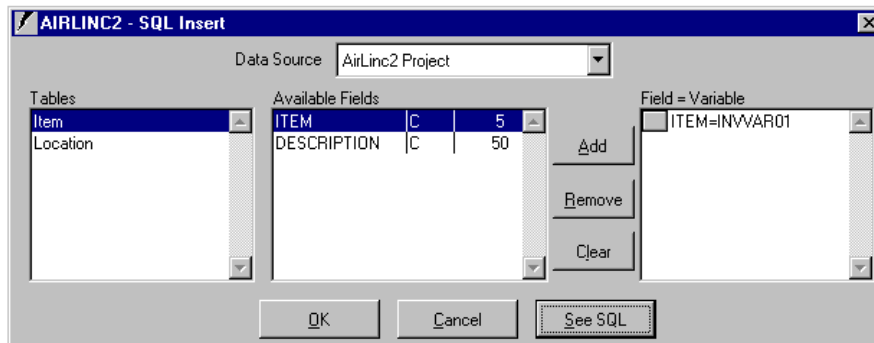 AIRLINC2 - SQL Insert
Data Source AirLinc2 Project
Tables Available Fields Field = Variable
Item ITEM C 5 ITEM=INVVAR01
Location DESCRIPTION C 50
Add
Remove
Clear
OK Cancel See SQL